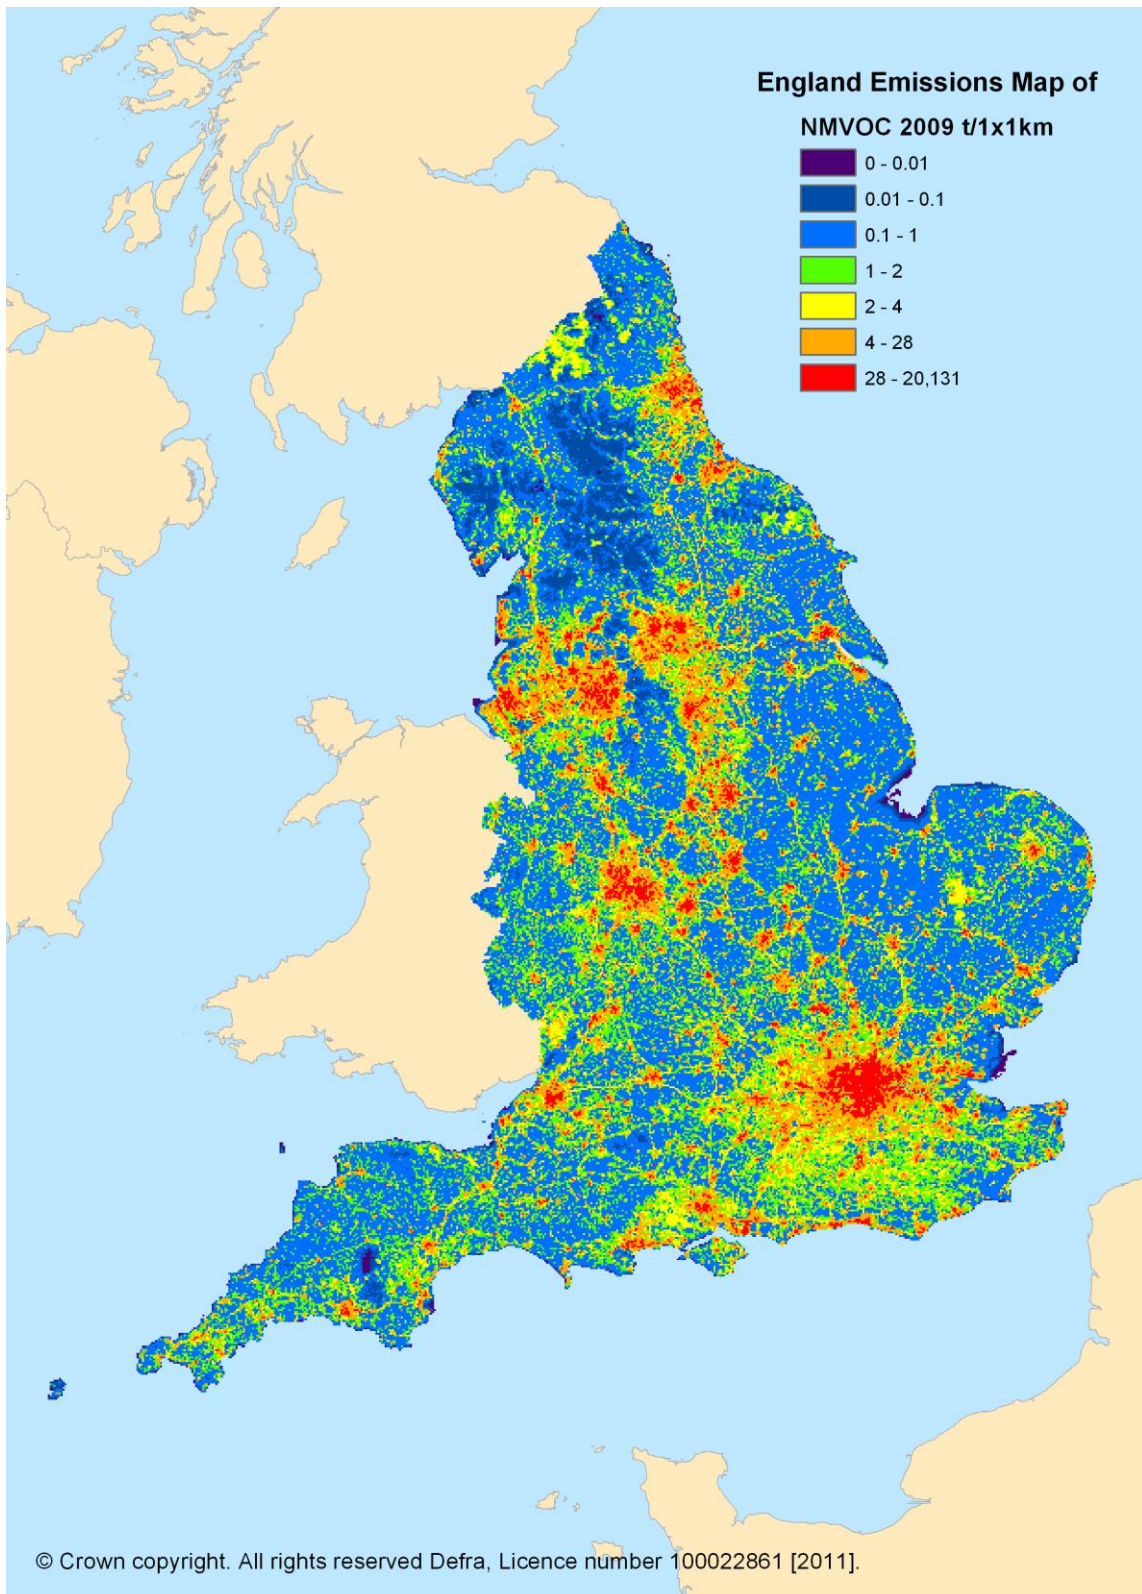 England Emissions Map of
NMVOC 2009 t/1x1km
0 - 0.01
0.01 - 0.1
0.1 - 1
1 - 2
2 - 4
4 - 28
28 - 20,131
© Crown copyright. All rights reserved Defra, Licence number 100022861 [2011].